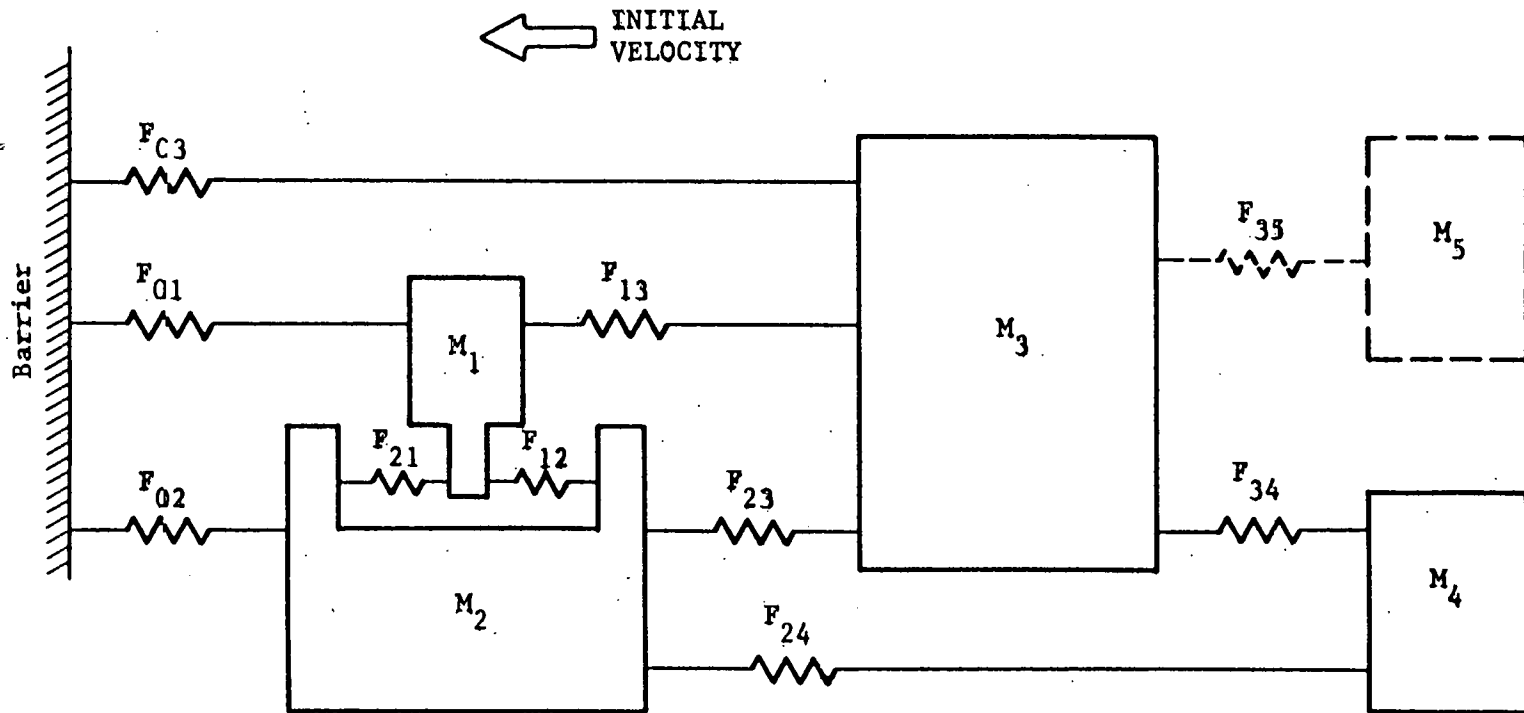 INITIAL
VELOCITY
F_C3
F_35
M_5
F_01
F_13
M_1
M_3
Barrier
F_21
F_12
F_02
F_23
F_34
M_2
M_4
F_24